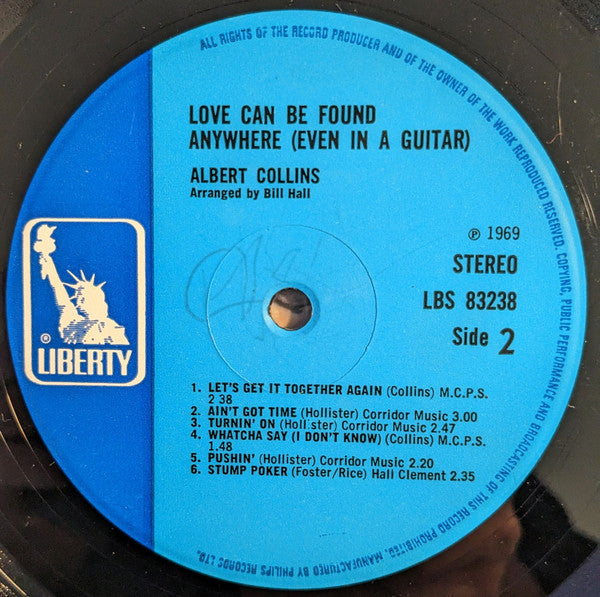 ALL RIGHTS OF THE RECORD PRODUCER AND OF THE OWNER OF THE WORK REPRODUCED RESERVED. COPYING, PUBLIC PERFORMANCE AND BROADCASTING OF THIS RECORD PROHIBITED. MANUFACTURED BY PHILIPS RECORDS LTD.
LOVE CAN BE FOUND
ANYWHERE (EVEN IN A GUITAR)
ALBERT COLLINS
Arranged by Bill Hall
℗ 1969
STEREO
LBS 83238
Side 2
® LIBERTY
1. LET'S GET IT TOGETHER AGAIN (Collins) M.C.P.S.
2 38
2. AIN'T GOT TIME (Hollister) Corridor Music 3.00
3. TURNIN' ON (Hollister) Corridor Music 2.47
4. WHATCHA SAY (I DON'T KNOW) (Collins) M.C.P.S.
1.48
5. PUSHIN' (Hollister) Corridor Music 2.20
6. STUMP POKER (Foster/Rice) Hall Clement 2.35